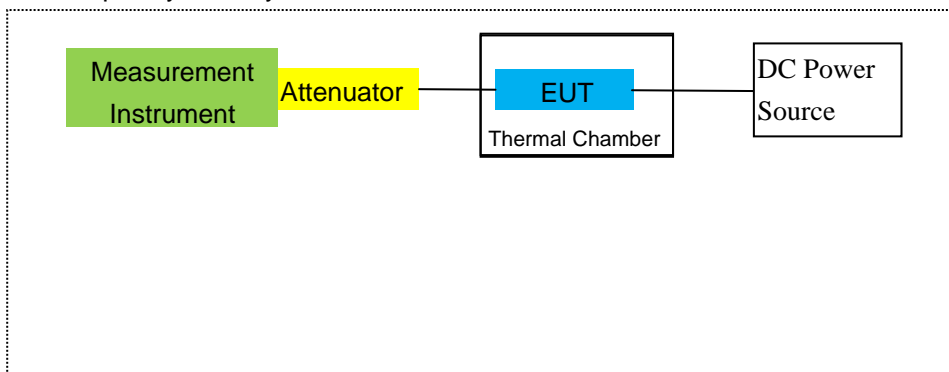 Measurement
Instrument
Attenuator
EUT
Thermal Chamber
DC Power
Source